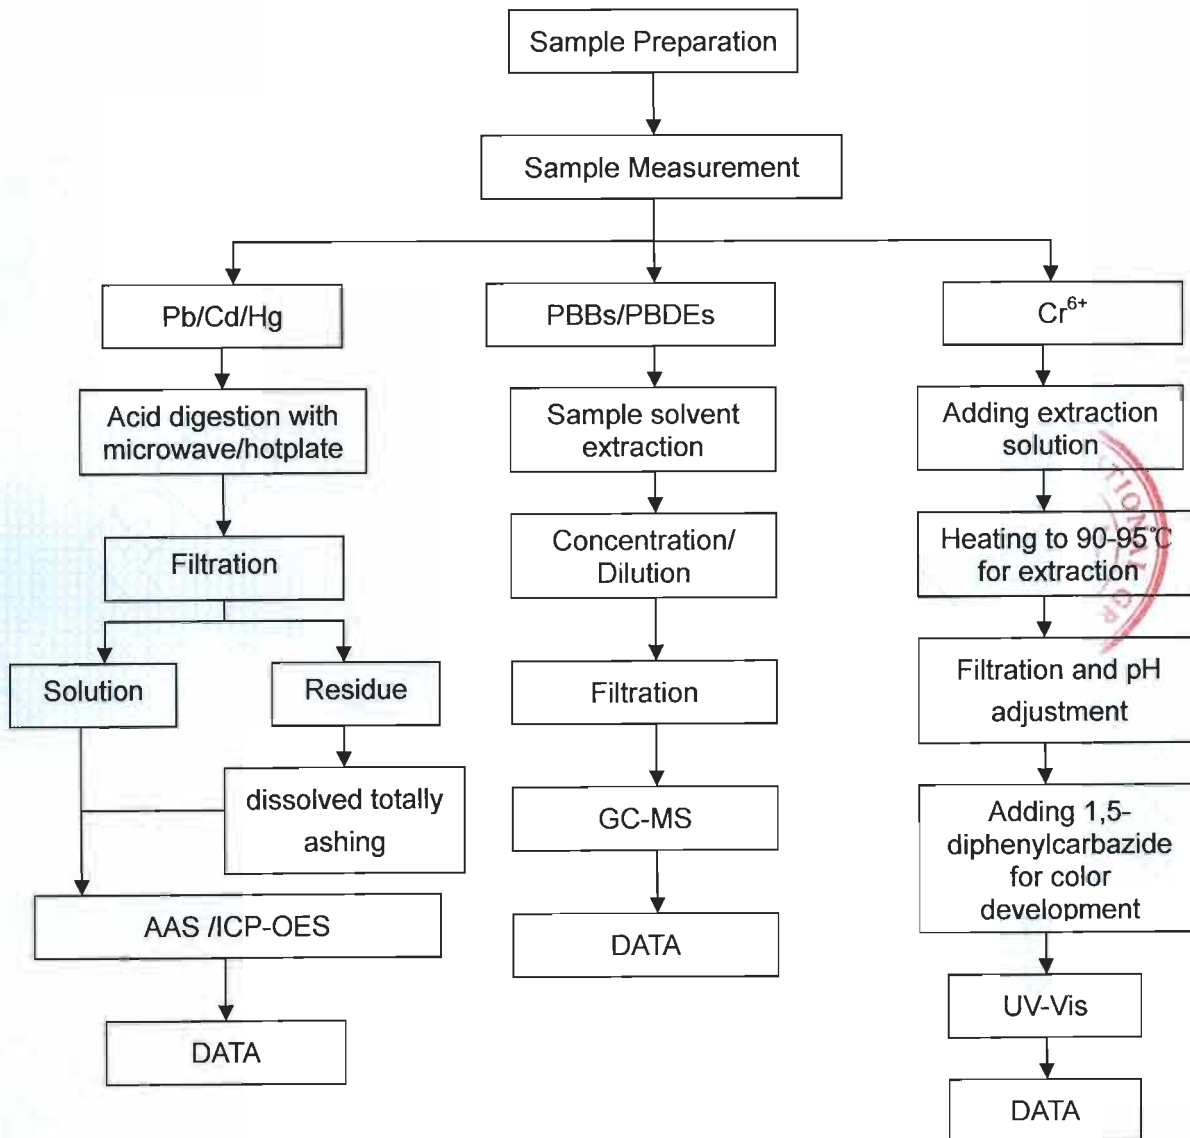 Sample Preparation
Sample Measurement
Pb/Cd/Hg
Acid digestion with
microwave/hotplate
Filtration
Solution
Residue
dissolved totally
ashing
AAS /ICP-OES
DATA
PBBs/PBDEs
Sample solvent
extraction
Concentration/
Dilution
Filtration
GC-MS
DATA
Cr⁶⁺
Adding extraction
solution
Heating to 90-95℃
for extraction
Filtration and pH
adjustment
Adding 1,5-
diphenylcarbazide
for color
development
UV-Vis
DATA